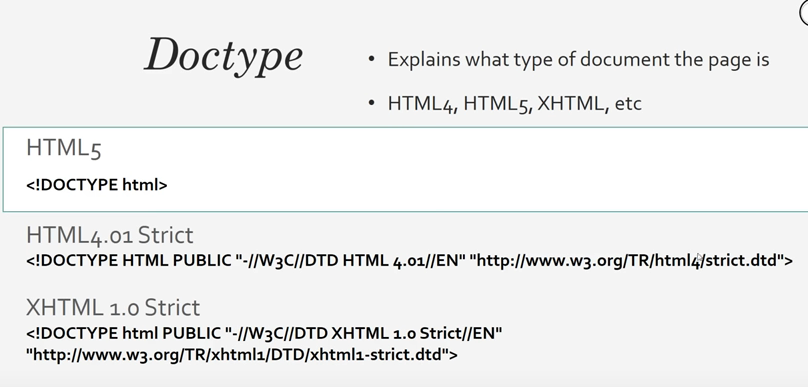 Doctype
• Explains what type of document the page is
• HTML4, HTML5, XHTML, etc
HTML5
<!DOCTYPE html>
HTML4.01 Strict
<!DOCTYPE HTML PUBLIC "-//W3C//DTD HTML 4.01//EN" "http://www.w3.org/TR/html4/strict.dtd">
XHTML 1.0 Strict
<!DOCTYPE html PUBLIC "-//W3C//DTD XHTML 1.0 Strict//EN"
"http://www.w3.org/TR/xhtml1/DTD/xhtml1-strict.dtd">